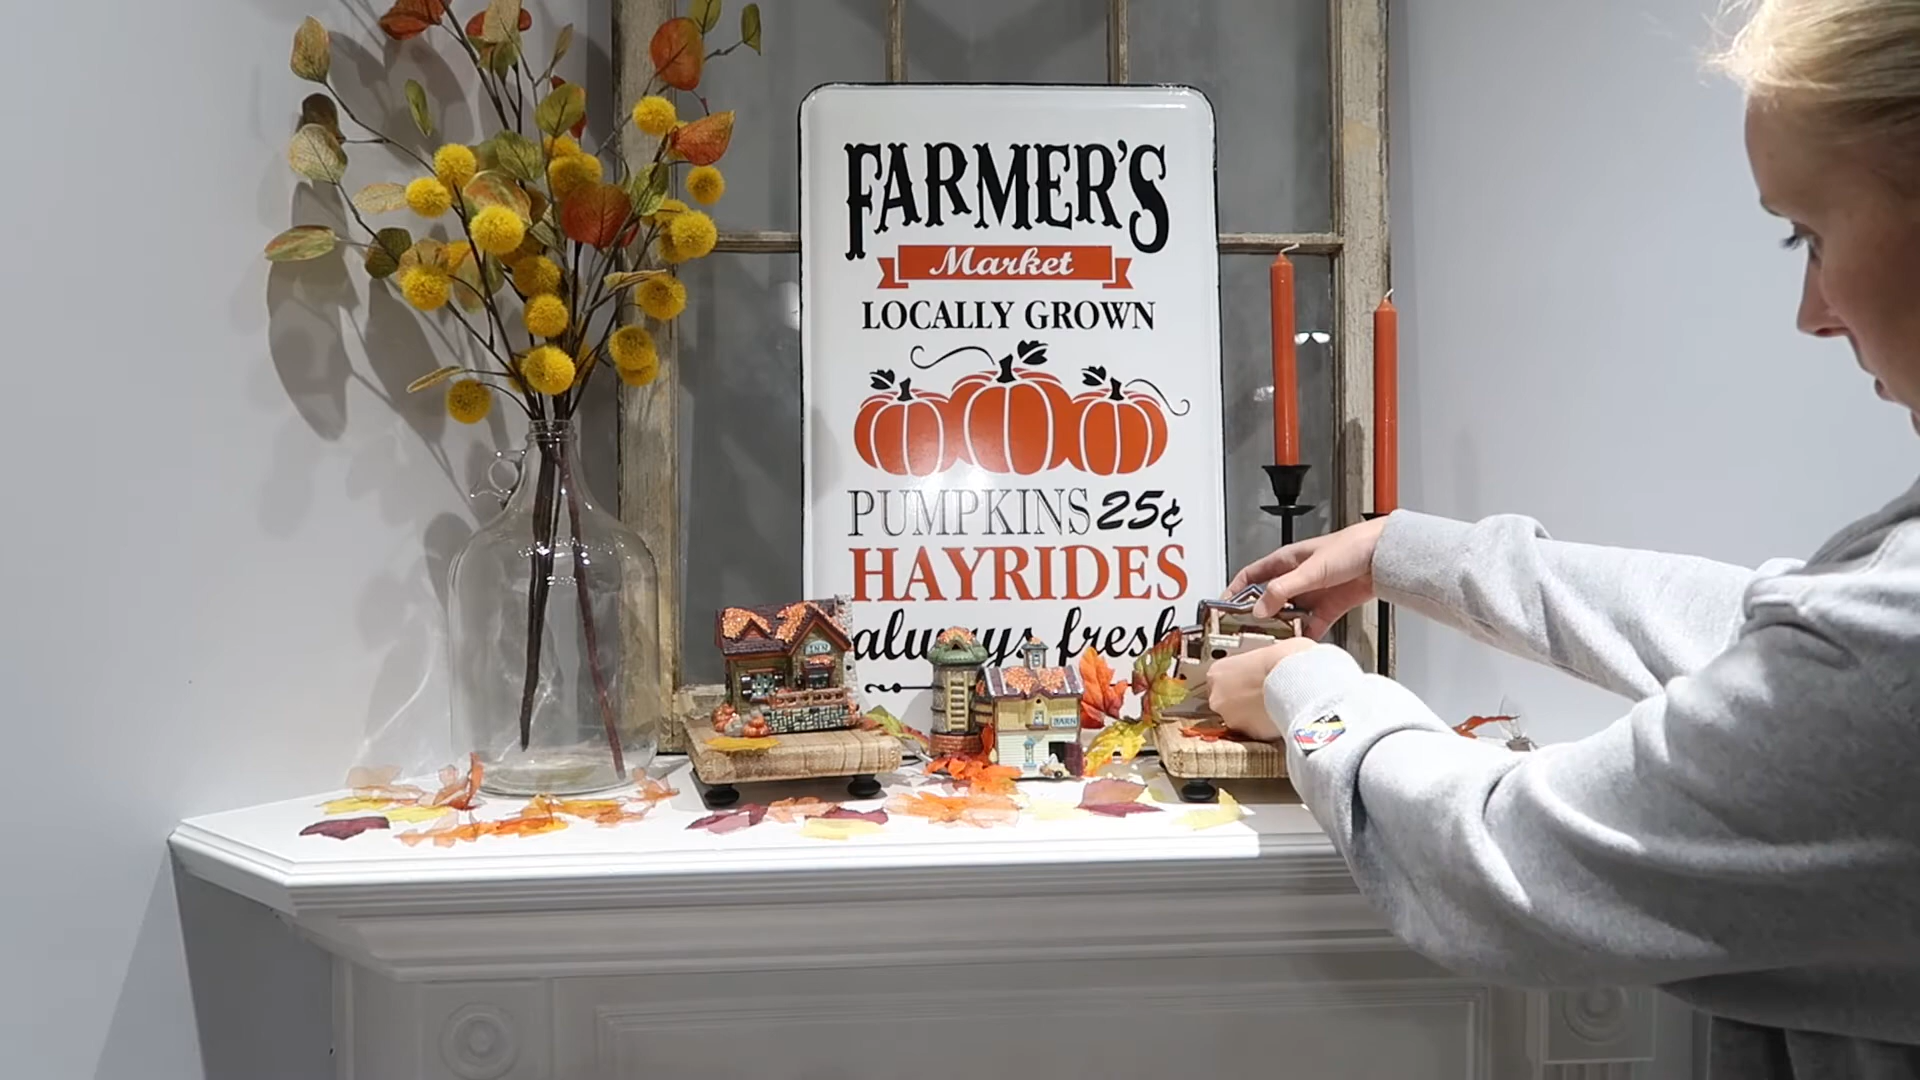 FARMER'S
Market
LOCALLY GROWN
PUMPKINS 25¢
HAYRIDES
always fresh
INN
BARN